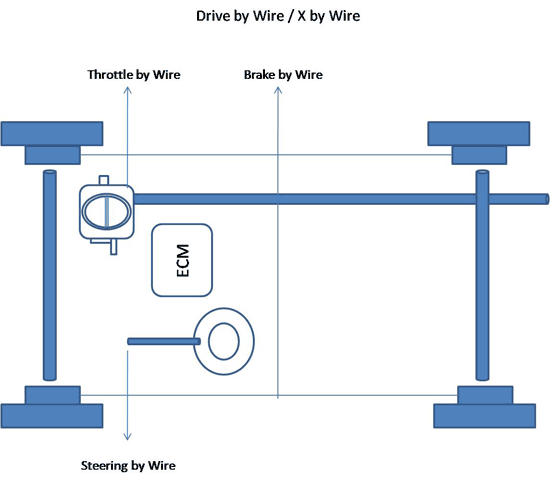 Drive by Wire / X by Wire
Throttle by Wire
Brake by Wire
ECM
Steering by Wire